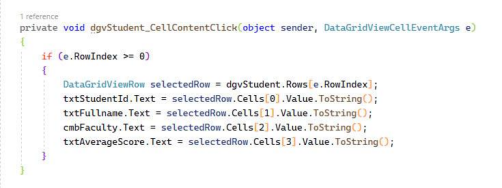 1 reference
private void dgvStudent_CellContentClick(object sender, DataGridViewCellEventArgs e)
{
if (e.RowIndex >= 0)
{
DataGridViewRow selectedRow = dgvStudent.Rows[e.RowIndex];
txtStudentId.Text = selectedRow.Cells[0].Value.ToString();
txtFullname.Text = selectedRow.Cells[1].Value.ToString();
cmbFaculty.Text = selectedRow.Cells[2].Value.ToString();
txtAverageScore.Text = selectedRow.Cells[3].Value.ToString();
}
}